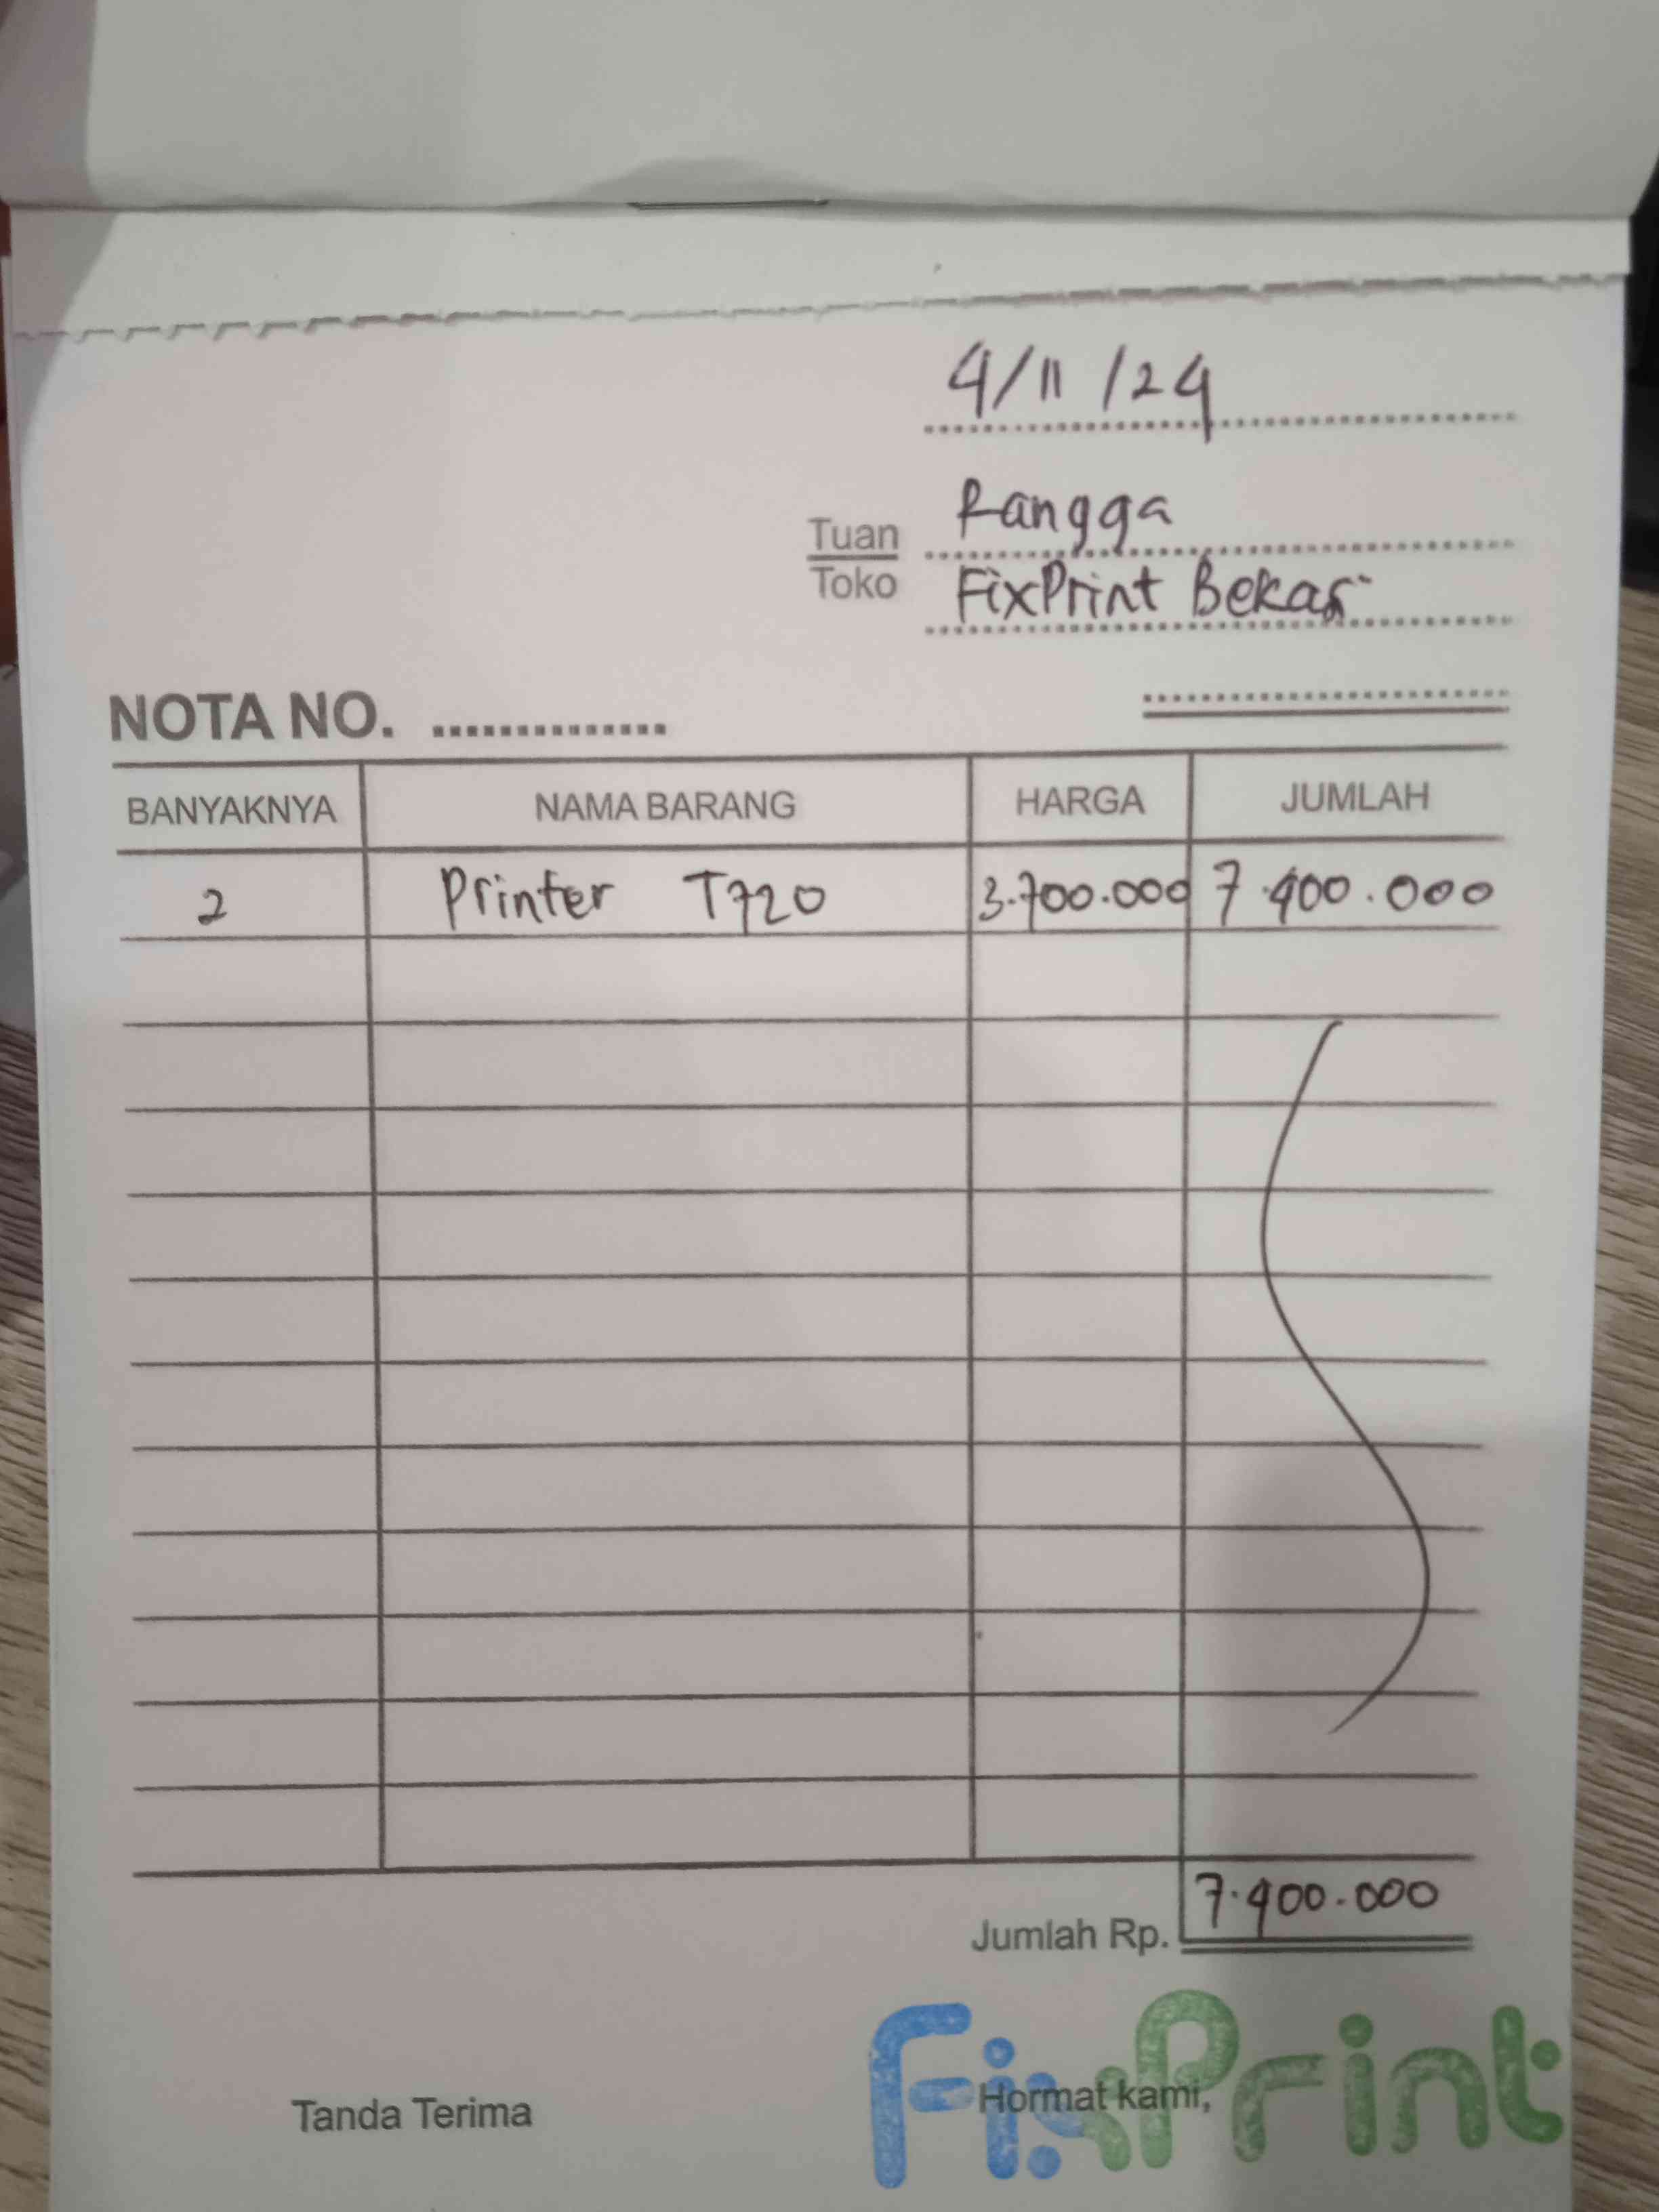 4/11/24
Tuan Rangga
Toko FixPrint Bekasi
NOTA NO. ...............
BANYAKNYA NAMA BARANG HARGA JUMLAH
2 Printer T720 3.700.000 7.400.000
Jumlah Rp. 7.400.000
Tanda Terima Hormat kami,
FixPrint